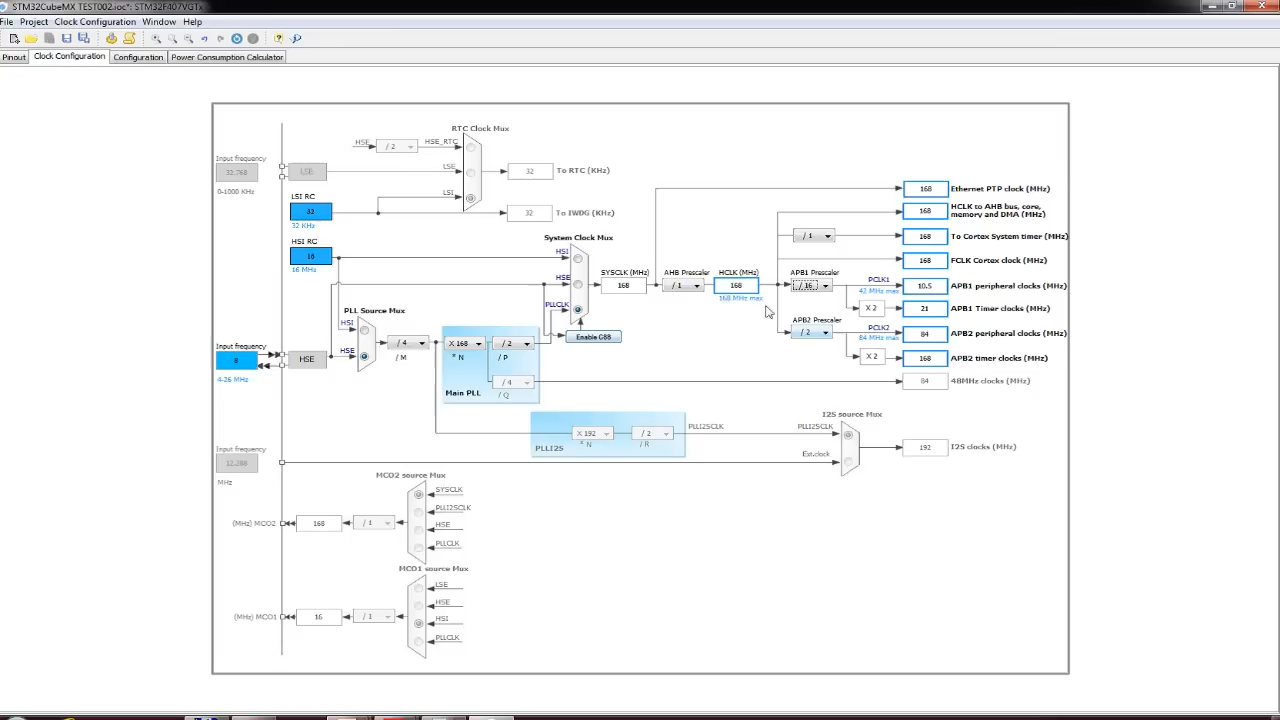 STM32CubeMX TEST002.ioc*: STM32F407VGTx
File Project Clock Configuration Window Help
Pinout Clock Configuration Configuration Power Consumption Calculator
RTC Clock Mux
HSE / 2 HSE_RTC
Input frequency
32.768 LSE LSE 32 To RTC (KHz)
0-1000 KHz
LSI RC LSI
32 32 To IWDG (KHz)
32 KHz
168 Ethernet PTP clock (MHz)
168 HCLK to AHB bus, core,
memory and DMA (MHz)
/ 1 168 To Cortex System timer (MHz)
System Clock Mux
HSI RC HSI
16 168 FCLK Cortex clock (MHz)
16 MHz
SYSCLK (MHz) AHB Prescaler HCLK (MHz) APB1 Prescaler
HSE PCLK1
168 / 1 168 / 16 10.5 APB1 peripheral clocks (MHz)
168 MHz max 42 MHz max
PLLCLK X 2 21 APB1 Timer clocks (MHz)
PLL Source Mux APB2 Prescaler
HSI PCLK2
/ 2 84 APB2 peripheral clocks (MHz)
Enable CSS 84 MHz max
Input frequency
8 HSE HSE / 4 X 168 / 2 X 2 168 APB2 timer clocks (MHz)
4-26 MHz / M * N / P
/ 4 84 48MHz clocks (MHz)
Main PLL / Q
I2S source Mux
X 192 / 2 PLLI2SCLK PLLI2SCLK
PLLI2S * N / R
192 I2S clocks (MHz)
Input frequency Ext.clock
12.288
MHz
MCO2 source Mux
SYSCLK
PLLI2SCLK
(MHz) MCO2 168 / 1 HSE
PLLCLK
MCO1 source Mux
LSE
HSE
(MHz) MCO1 16 / 1 HSI
PLLCLK